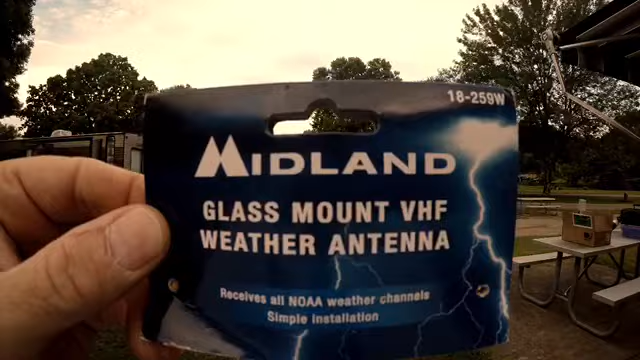 18-259W
MIDLAND
GLASS MOUNT VHF
WEATHER ANTENNA
Receives all NOAA weather channels
Simple installation